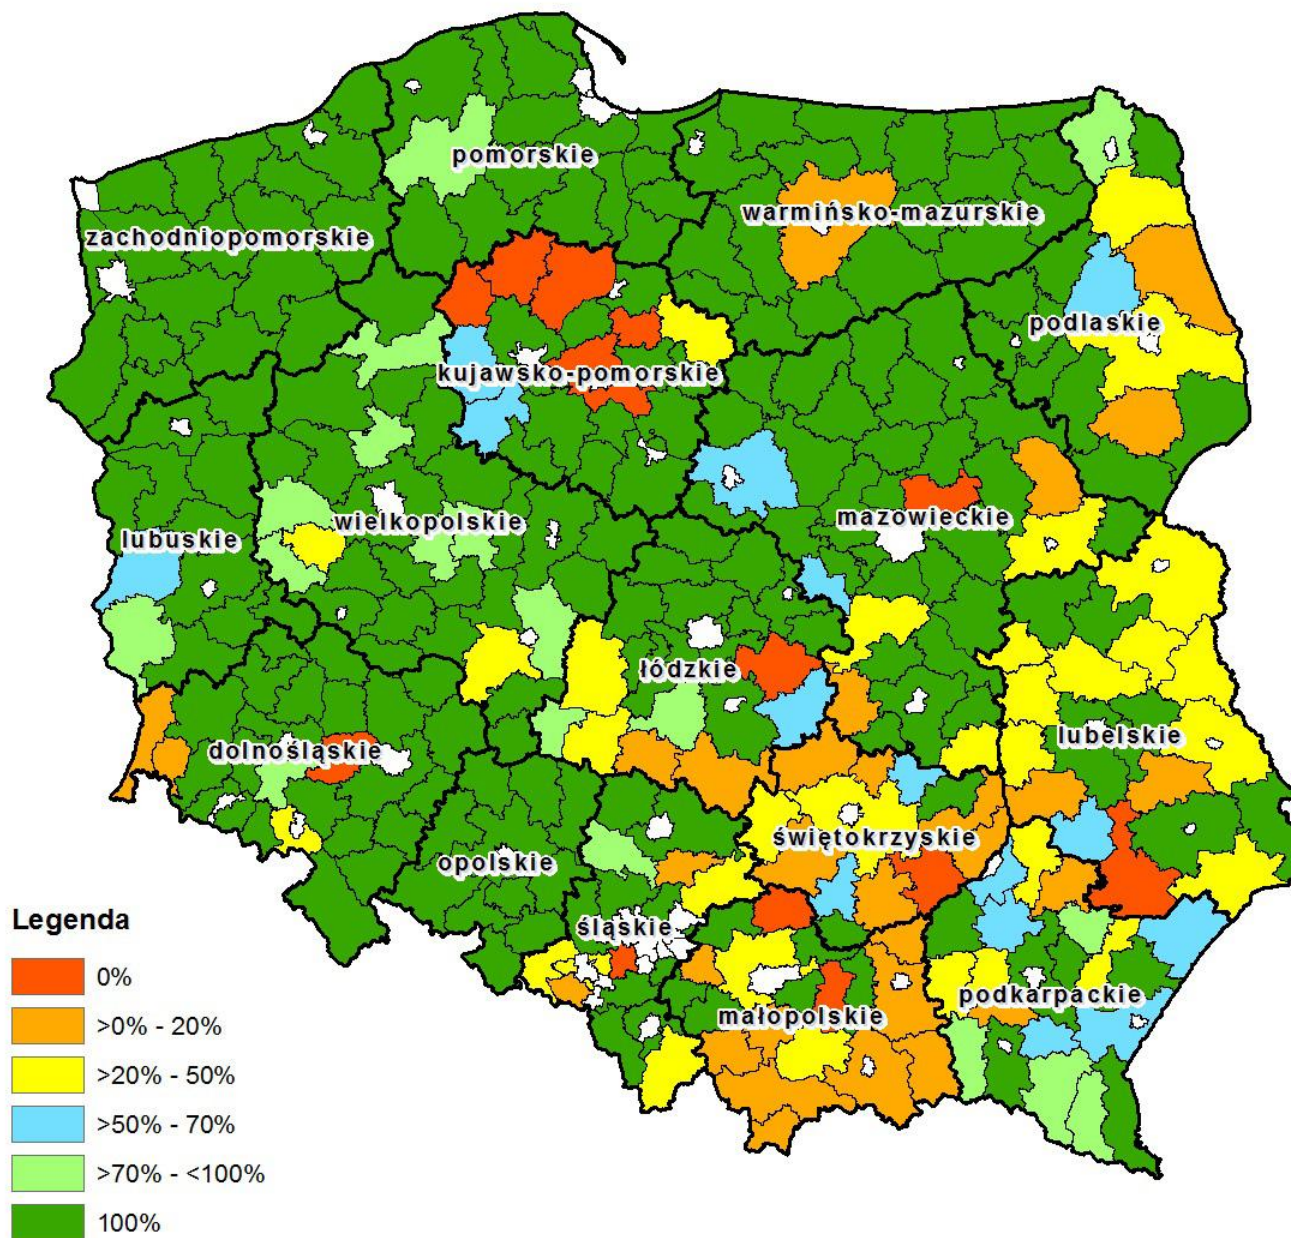 pomorskie
warmińsko-mazurskie
zachodniopomorskie
podlaskie
kujawsko-pomorskie
wielkopolskie
mazowieckie
lubuskie
łódzkie
lubelskie
dolnośląskie
świętokrzyskie
opolskie
śląskie
podkarpackie
małopolskie
Legenda
0%
>0% - 20%
>20% - 50%
>50% - 70%
>70% - <100%
100%